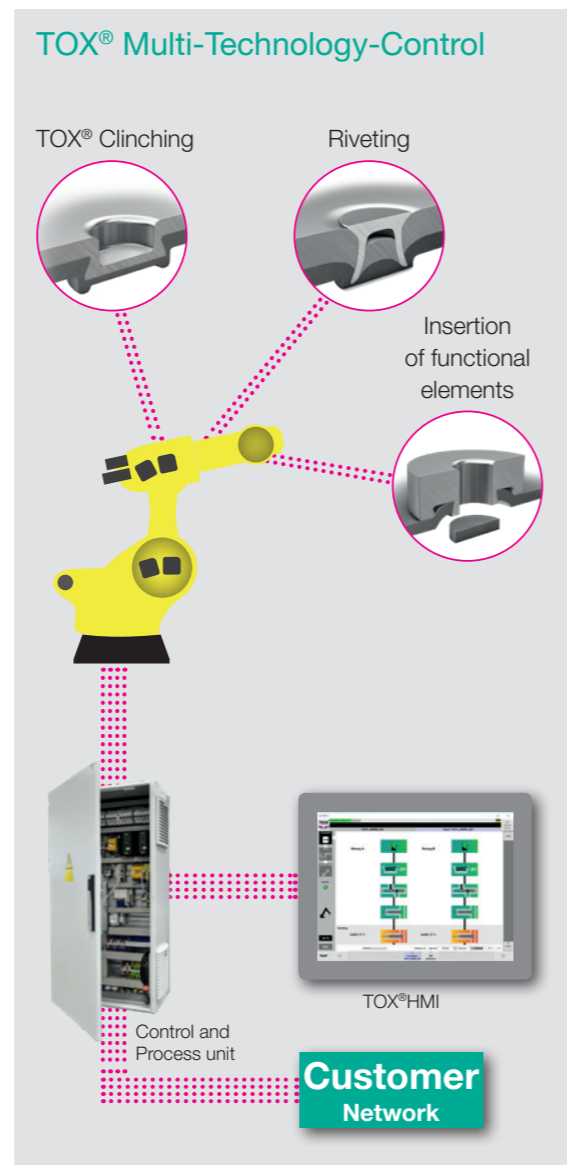 TOX® Multi-Technology-Control
TOX® Clinching
Riveting
Insertion
of functional
elements
TOX®HMI
Control and
Process unit
Customer
Network